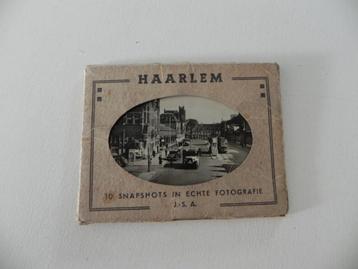 HAARLEM
10 SNAPSHOTS IN ECHTE FOTOGRAFIE
J.-S. A.